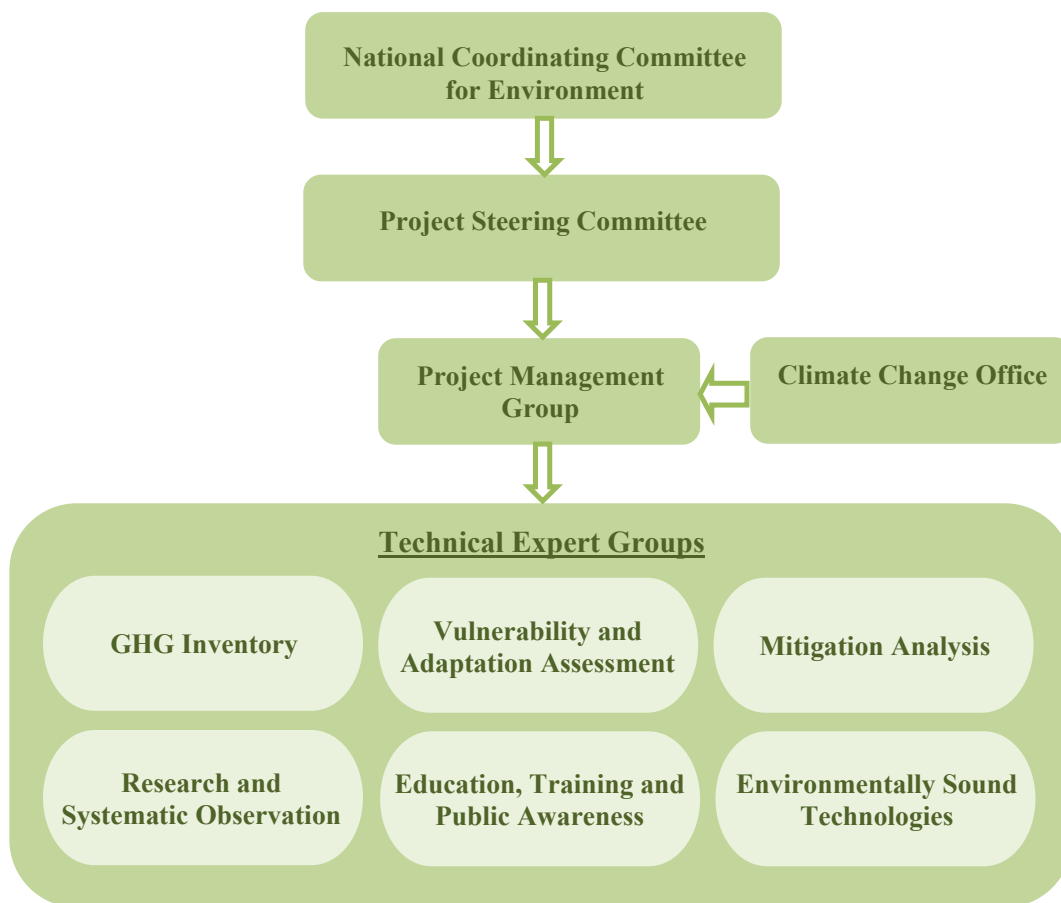 National Coordinating Committee
for Environment
Project Steering Committee
Project Management
Group
Climate Change Office
Technical Expert Groups
GHG Inventory
Vulnerability and
Adaptation Assessment
Mitigation Analysis
Research and
Systematic Observation
Education, Training and
Public Awareness
Environmentally Sound
Technologies